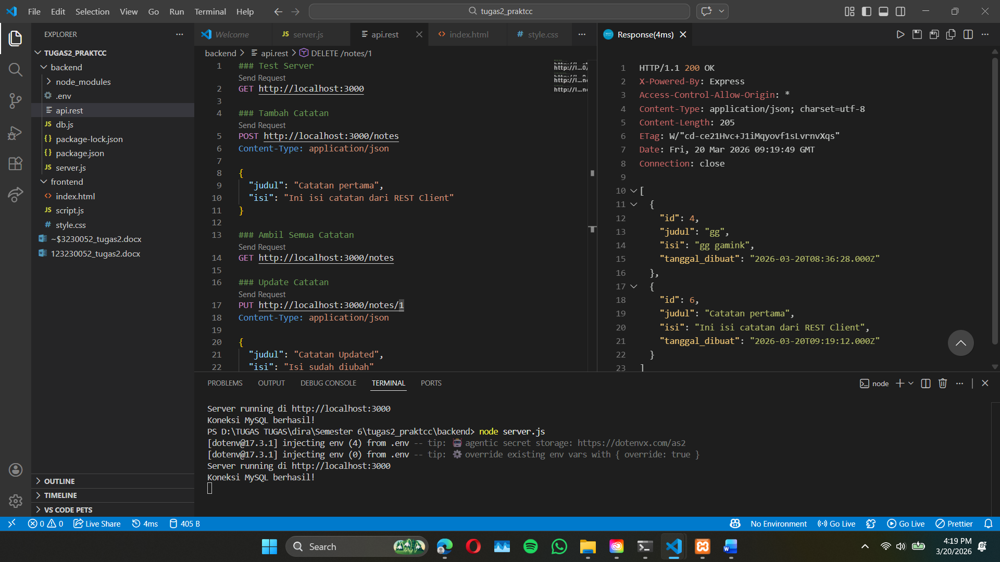 File Edit Selection View Go Run Terminal Help
tugas2_praktcc
EXPLORER
TUGAS2_PRAKTCC
backend
node_modules
.env
api.rest
db.js
package-lock.json
package.json
server.js
frontend
index.html
script.js
style.css
~$3230052_tugas2.docx
123230052_tugas2.docx
OUTLINE
TIMELINE
VS CODE PETS
Welcome
server.js
api.rest
index.html
style.css
backend > api.rest > DELETE /notes/1
1 ### Test Server
Send Request
2 GET http://localhost:3000
3
4 ### Tambah Catatan
Send Request
5 POST http://localhost:3000/notes
6 Content-Type: application/json
7
8 {
9 "judul": "Catatan pertama",
10 "isi": "Ini isi catatan dari REST Client"
11 }
12
13 ### Ambil Semua Catatan
Send Request
14 GET http://localhost:3000/notes
15
16 ### Update Catatan
Send Request
17 PUT http://localhost:3000/notes/1
18 Content-Type: application/json
19
20 {
21 "judul": "Catatan Updated",
22 "isi": "Isi sudah diubah"
Response(4ms)
1 HTTP/1.1 200 OK
2 X-Powered-By: Express
3 Access-Control-Allow-Origin: *
4 Content-Type: application/json; charset=utf-8
5 Content-Length: 205
6 ETag: W/"cd-ce21Hvc+J1iMqyovf1sLvrnvXqs"
7 Date: Fri, 20 Mar 2026 09:19:49 GMT
8 Connection: close
9
10 [
11 {
12 "id": 4,
13 "judul": "gg",
14 "isi": "gg gamink",
15 "tanggal_dibuat": "2026-03-20T08:36:28.000Z"
16 },
17 {
18 "id": 6,
19 "judul": "Catatan pertama",
20 "isi": "Ini isi catatan dari REST Client",
21 "tanggal_dibuat": "2026-03-20T09:19:12.000Z"
22 }
23 ]
PROBLEMS OUTPUT DEBUG CONSOLE TERMINAL PORTS
node
Server running di http://localhost:3000
Koneksi MySQL berhasil!
PS D:\TUGAS TUGAS\dira\Semester 6\tugas2_praktcc\backend> node server.js
[dotenv@17.3.1] injecting env (4) from .env -- tip: 🤖 agentic secret storage: https://dotenvx.com/as2
[dotenv@17.3.1] injecting env (0) from .env -- tip: ⚙️ override existing env vars with { override: true }
Server running di http://localhost:3000
Koneksi MySQL berhasil!
0 0 Live Share 4ms 405 B
No Environment Go Live Go Live Prettier
Search
4:19 PM
3/20/2026